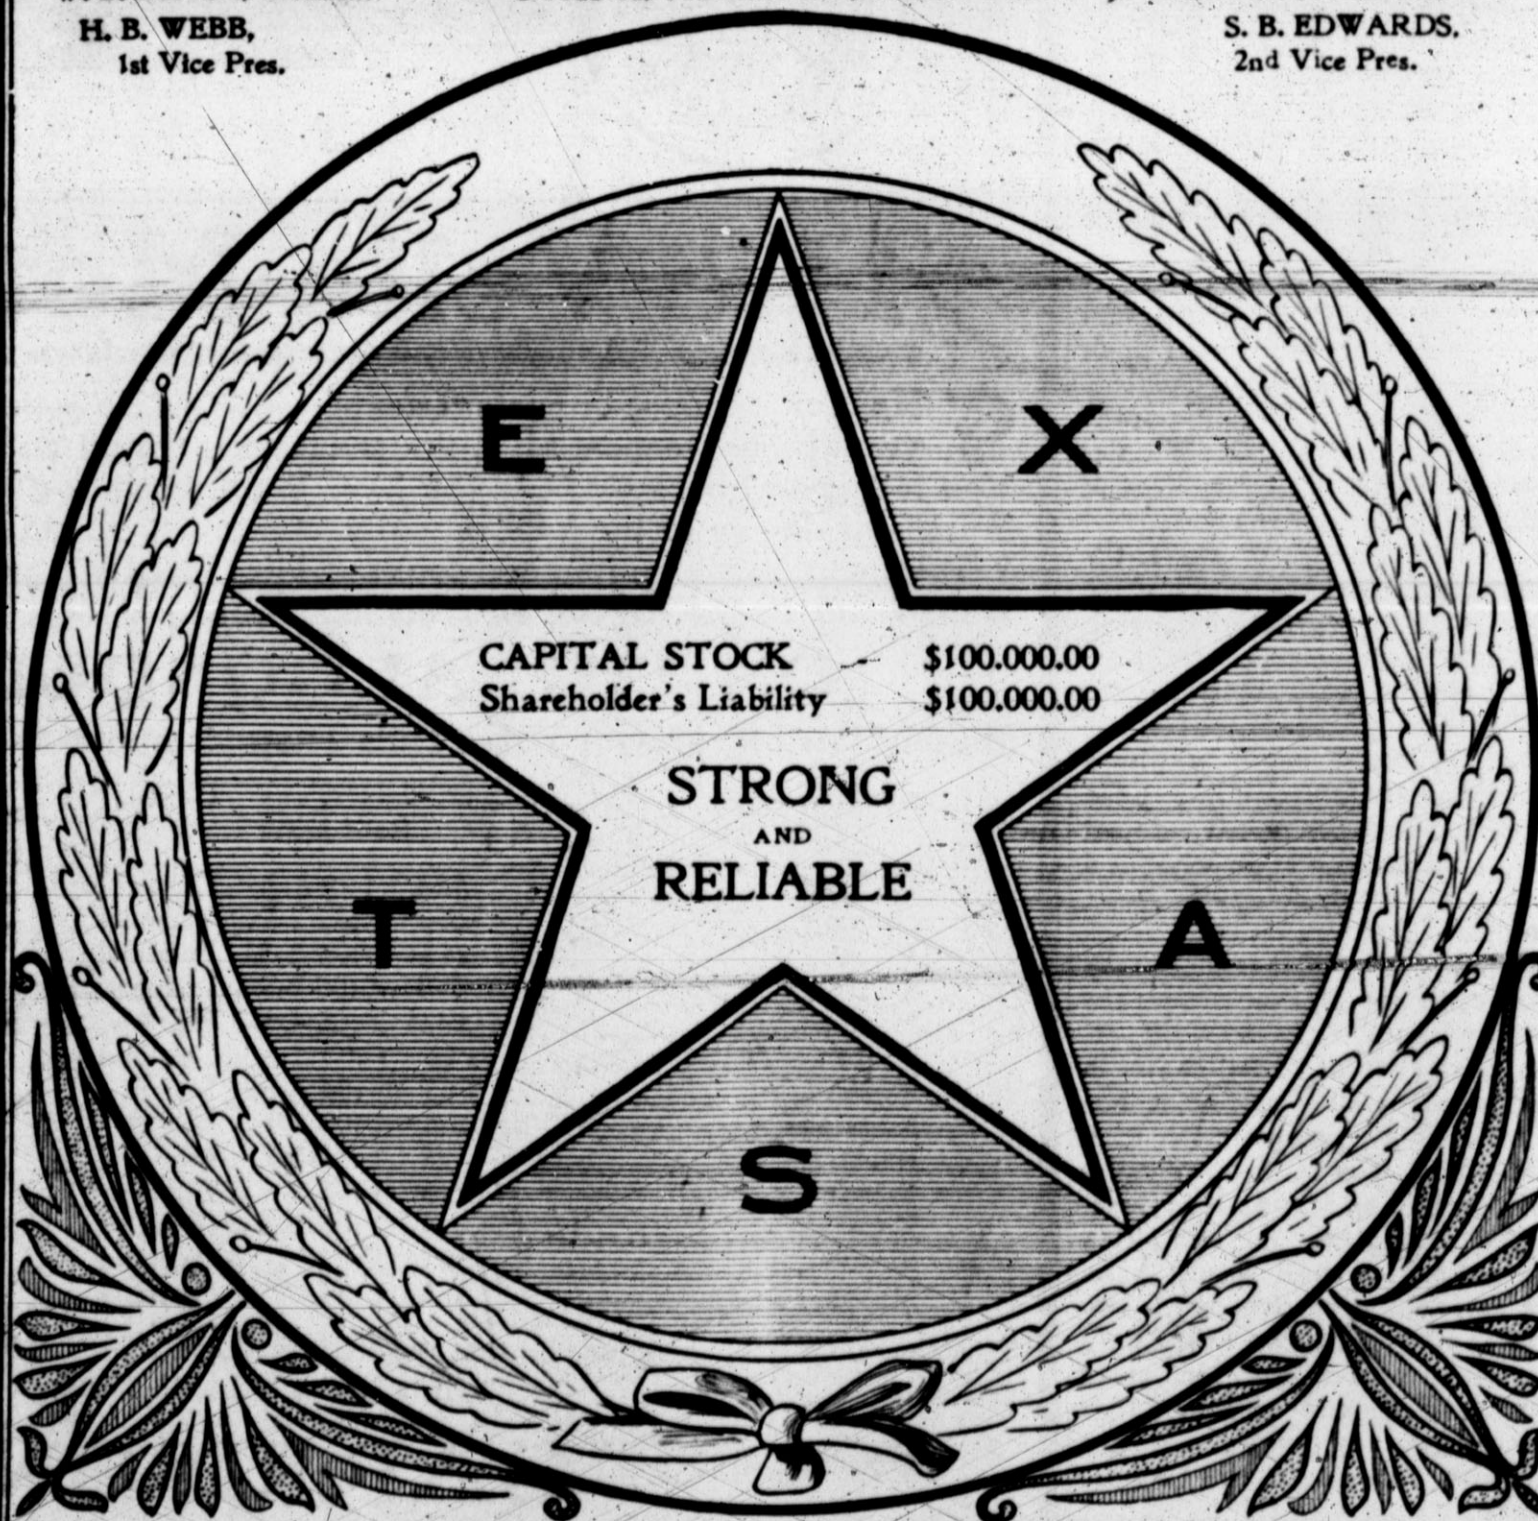 H. B. WEBB,
1st Vice Pres.
S. B. EDWARDS.
2nd Vice Pres.
T E X A S
CAPITAL STOCK $100.000.00
Shareholder's Liability $100.000.00
STRONG
AND
RELIABLE